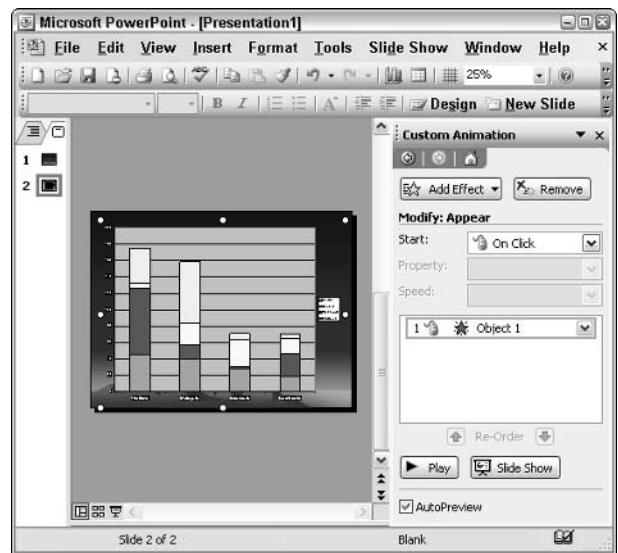 Microsoft PowerPoint - [Presentation1]
File Edit View Insert Format Tools Slide Show Window Help
ABC
25%
B I A Design New Slide
Custom Animation
1
2
Add Effect Remove
Modify: Appear
Start: On Click
Property:
Speed:
1 Object 1
Re-Order
Play Slide Show
AutoPreview
Slide 2 of 2 Blank